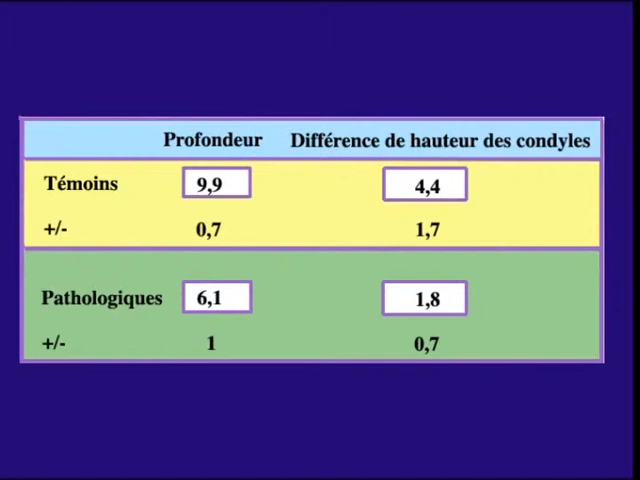 Profondeur Différence de hauteur des condyles
Témoins 9,9 4,4
+/- 0,7 1,7
Pathologiques 6,1 1,8
+/- 1 0,7